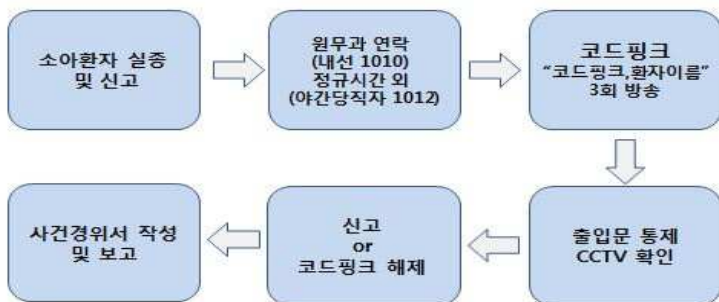 소아환자 실종
및 신고
원무과 연락
(내선 1010)
정규시간 외
(야간당직자 1012)
코드핑크
"코드핑크,환자이름"
3회 방송
출입문 통제
CCTV 확인
신고
or
코드핑크 해제
사건경위서 작성
및 보고